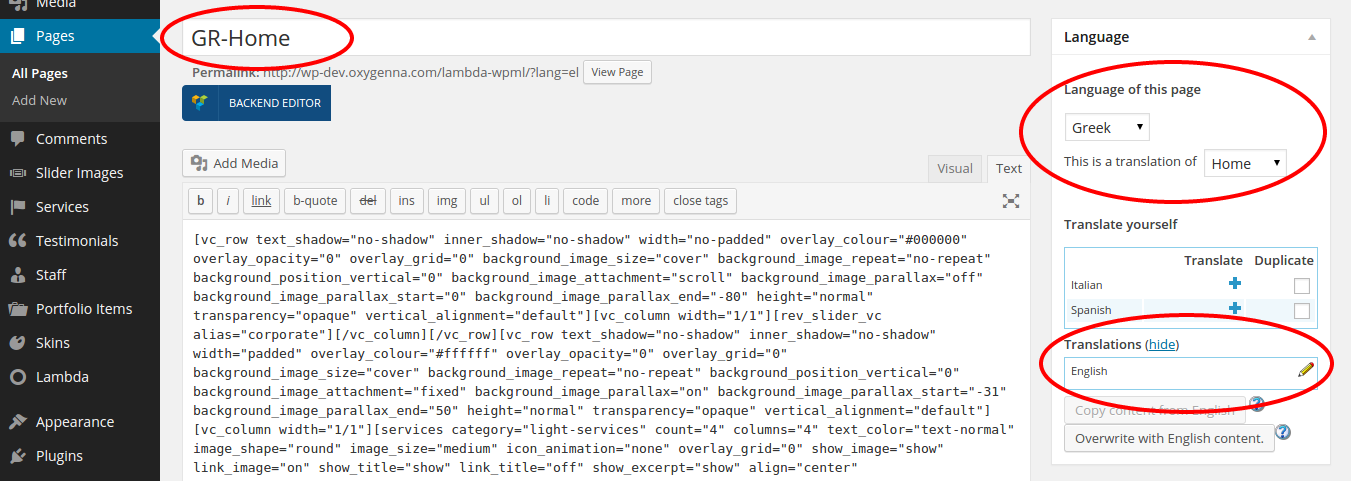 Media
Pages
All Pages
Add New
Comments
Slider Images
Services
Testimonials
Staff
Portfolio Items
Skins
Lambda
Appearance
Plugins
GR-Home
Permalink: http://wp-dev.oxygenna.com/lambda-wpml/?lang=el View Page
BACKEND EDITOR
Add Media
Visual Text
b i link b-quote del ins img ul ol li code more close tags
[vc_row text_shadow="no-shadow" inner_shadow="no-shadow" width="no-padded" overlay_colour="#000000"
overlay_opacity="0" overlay_grid="0" background_image_size="cover" background_image_repeat="no-repeat"
background_position_vertical="0" background_image_attachment="scroll" background_image_parallax="off"
background_image_parallax_start="0" background_image_parallax_end="-80" height="normal"
transparency="opaque" vertical_alignment="default"][vc_column width="1/1"][rev_slider_vc
alias="corporate"][/vc_column][/vc_row][vc_row text_shadow="no-shadow" inner_shadow="no-shadow"
width="padded" overlay_colour="#ffffff" overlay_opacity="0" overlay_grid="0"
background_image_size="cover" background_image_repeat="no-repeat" background_position_vertical="0"
background_image_attachment="fixed" background_image_parallax="on" background_image_parallax_start="-31"
background_image_parallax_end="50" height="normal" transparency="opaque" vertical_alignment="default"]
[vc_column width="1/1"][services category="light-services" count="4" columns="4" text_color="text-normal"
image_shape="round" image_size="medium" icon_animation="none" overlay_grid="0" show_image="show"
link_image="on" show_title="show" link_title="off" show_excerpt="show" align="center"
Language
Language of this page
Greek
This is a translation of Home
Translate yourself
Translate Duplicate
Italian
Spanish
Translations (hide)
English
Copy content from English
Overwrite with English content.